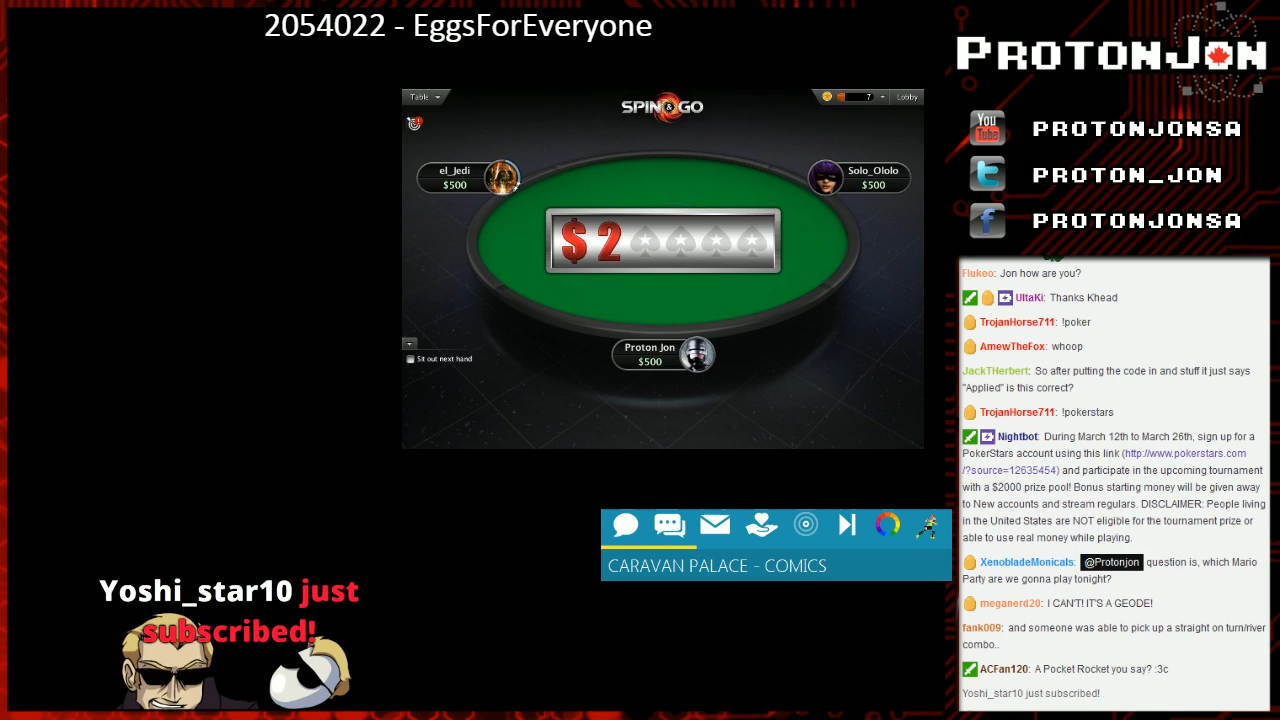 2054022 - EggsForEveryone
PROTONJON
Table
SPIN & GO
7
Lobby
el_Jedi
$500
Solo_Ololo
$500
$ 2
Proton Jon
$500
Sit out next hand
You
Tube
PROTONJONSA
PROTON_JON
PROTONJONSA
Flukeo: Jon how are you?
UltaKi: Thanks Khead
TrojanHorse711: !poker
AmewTheFox: whoop
JackTHerbert: So after putting the code in and stuff it just says
"Applied" is this correct?
TrojanHorse711: !pokerstars
Nightbot: During March 12th to March 26th, sign up for a
PokerStars account using this link (http://www.pokerstars.com
/?source=12635454) and participate in the upcoming tournament
with a $2000 prize pool! Bonus starting money will be given away
to New accounts and stream regulars. DISCLAIMER: People living
in the United States are NOT eligible for the tournament prize or
able to use real money while playing.
XenobladeMonicals: @Protonjon question is, which Mario
Party are we gonna play tonight?
meganerd20: I CAN'T! IT'S A GEODE!
fank009: and someone was able to pick up a straight on turn/river
combo..
ACFan120: A Pocket Rocket you say? :3c
Yoshi_star10 just subscribed!
CARAVAN PALACE - COMICS
Yoshi_star10 just
subscribed!